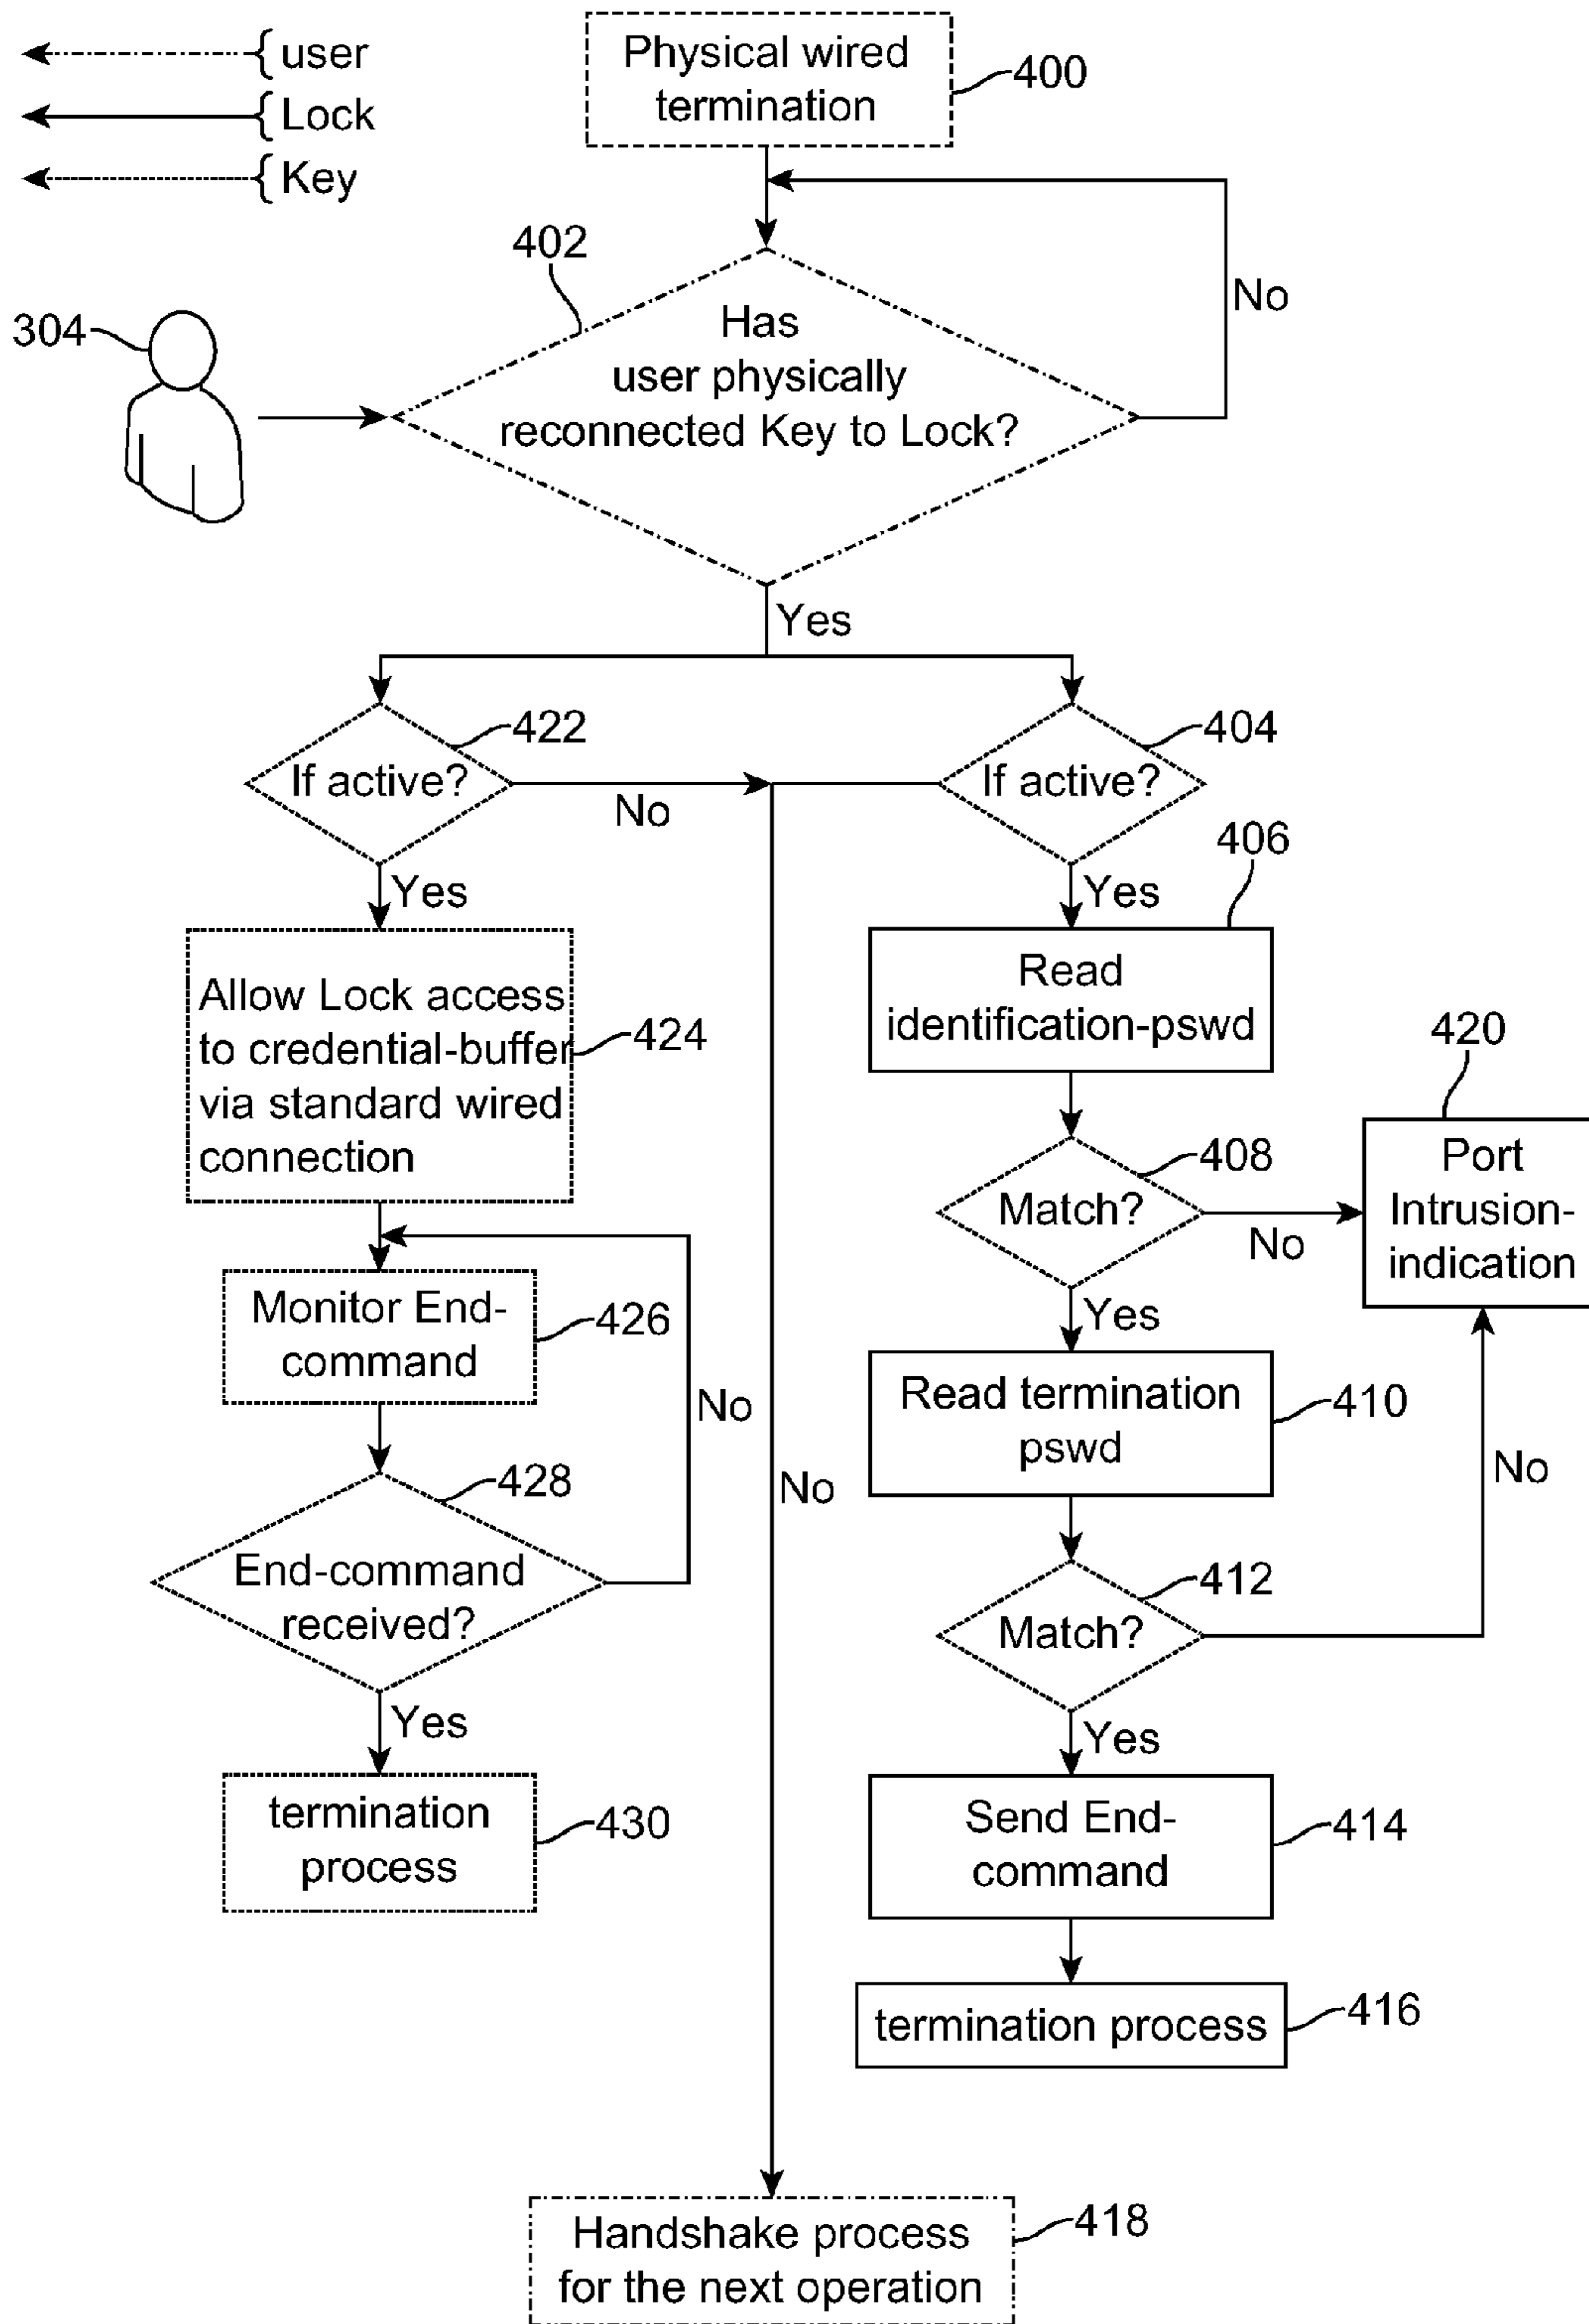 user
Lock
Key
Physical wired
termination
400
402
No
304
Has
user physically
reconnected Key to Lock?
Yes
422
If active?
No
404
If active?
Yes
Yes
406
Allow Lock access
to credential-buffer
via standard wired
connection
424
Read
identification-pswd
420
Port
Intrusion-
indication
408
Match?
No
Yes
Monitor End-
command
426
No
Read termination
pswd
410
No
No
428
End-command
received?
412
Match?
Yes
Yes
termination
process
430
Send End-
command
414
termination process
416
Handshake process
for the next operation
418